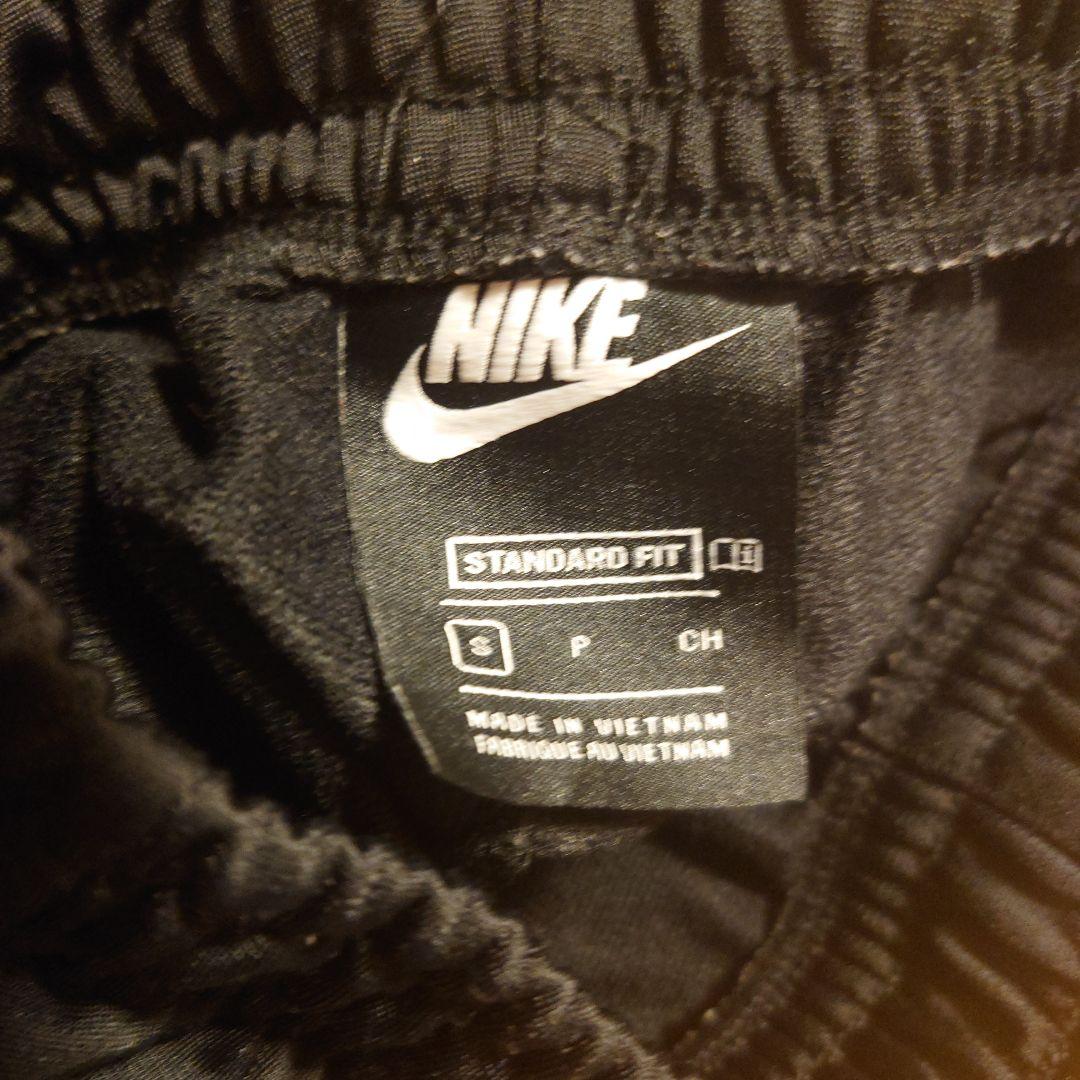 NIKE
STANDARD FIT
S P CH
MADE IN VIETNAM
FABRIQUE AU VIETNAM